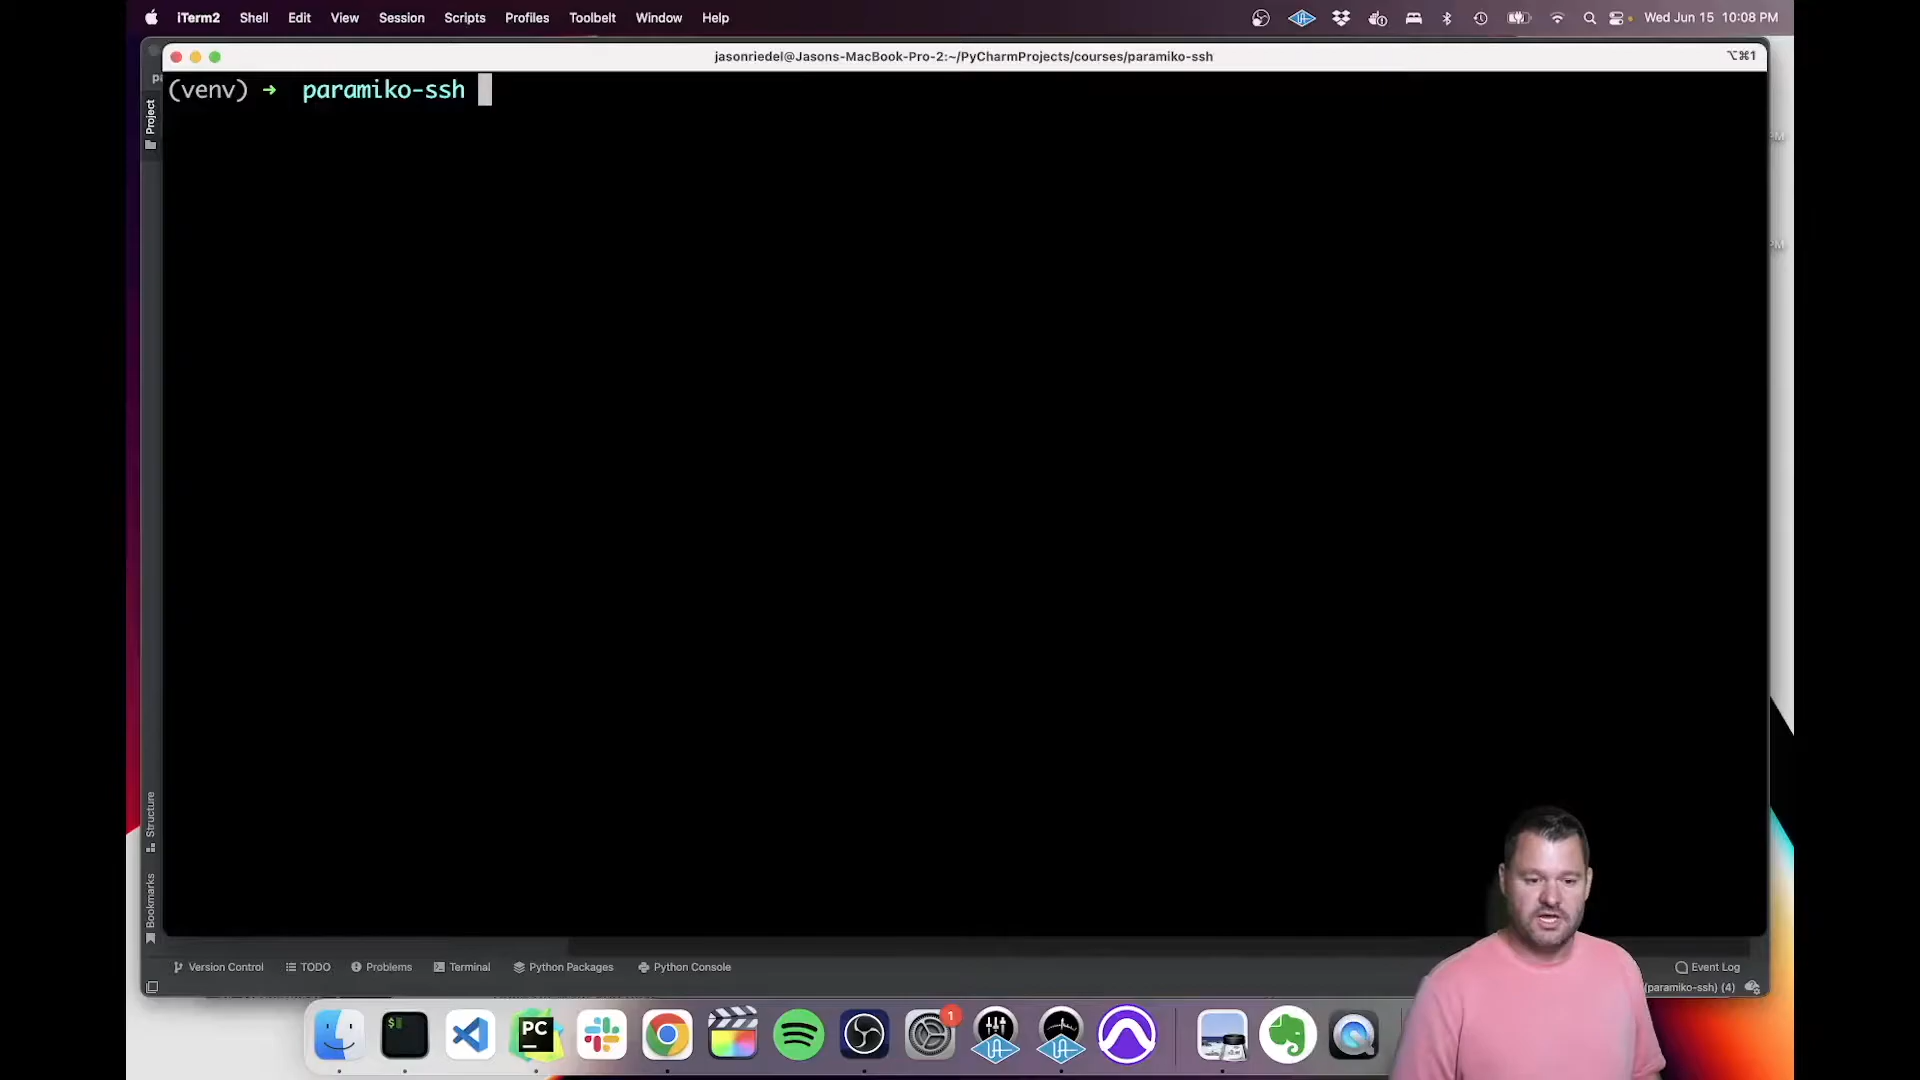 iTerm2 Shell Edit View Session Scripts Profiles Toolbelt Window Help Wed Jun 15 10:08 PM
jasonriedel@Jasons-MacBook-Pro-2:~/PyCharmProjects/courses/paramiko-ssh ⌥⌘1
(venv) → paramiko-ssh
Project
Structure
Bookmarks
Version Control TODO Problems Terminal Python Packages Python Console Event Log
(paramiko-ssh) (4)
PC
1